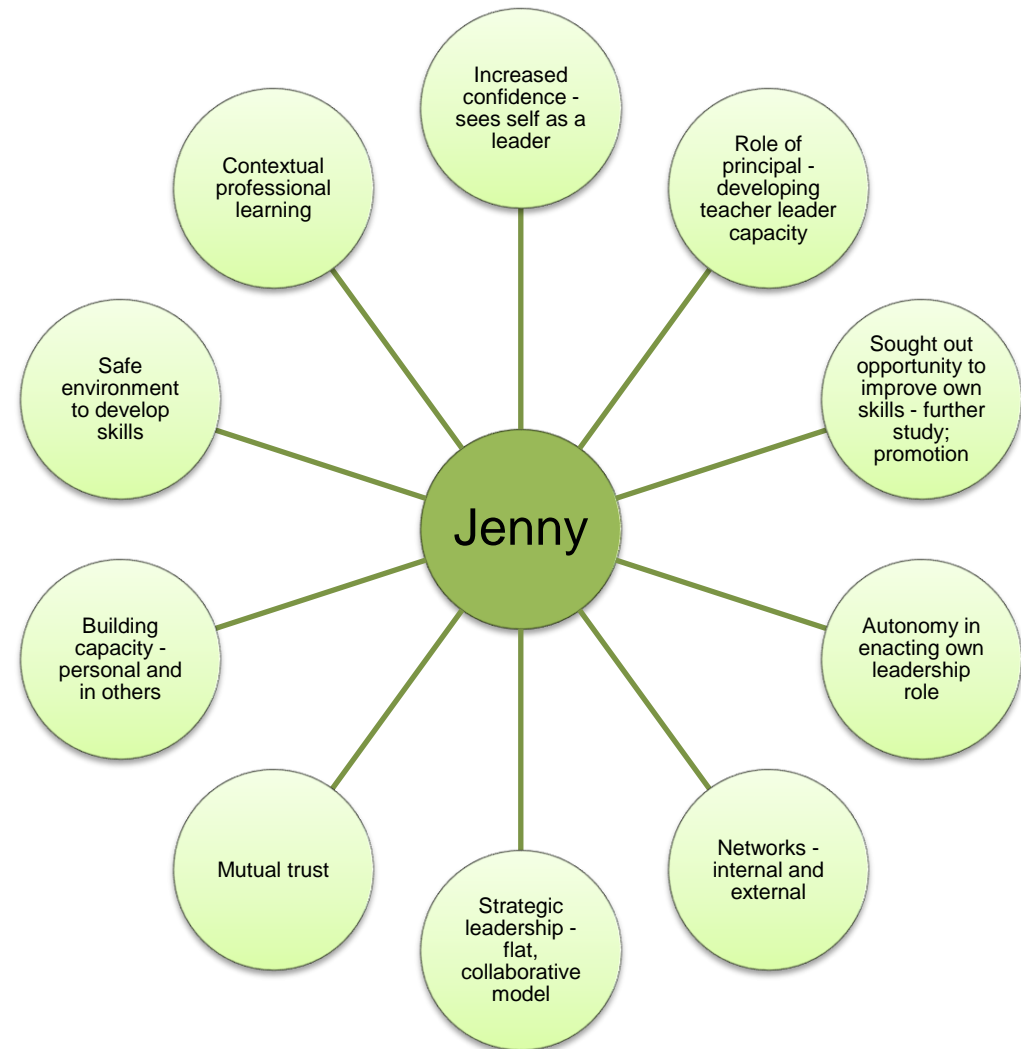 Increased
confidence -
sees self as a
leader
Role of
principal -
developing
teacher leader
capacity
Sought out
opportunity to
improve own
skills - further
study;
promotion
Autonomy in
enacting own
leadership
role
Networks -
internal and
external
Strategic
leadership -
flat,
collaborative
model
Mutual trust
Building
capacity -
personal and
in others
Safe
environment
to develop
skills
Contextual
professional
learning
Jenny